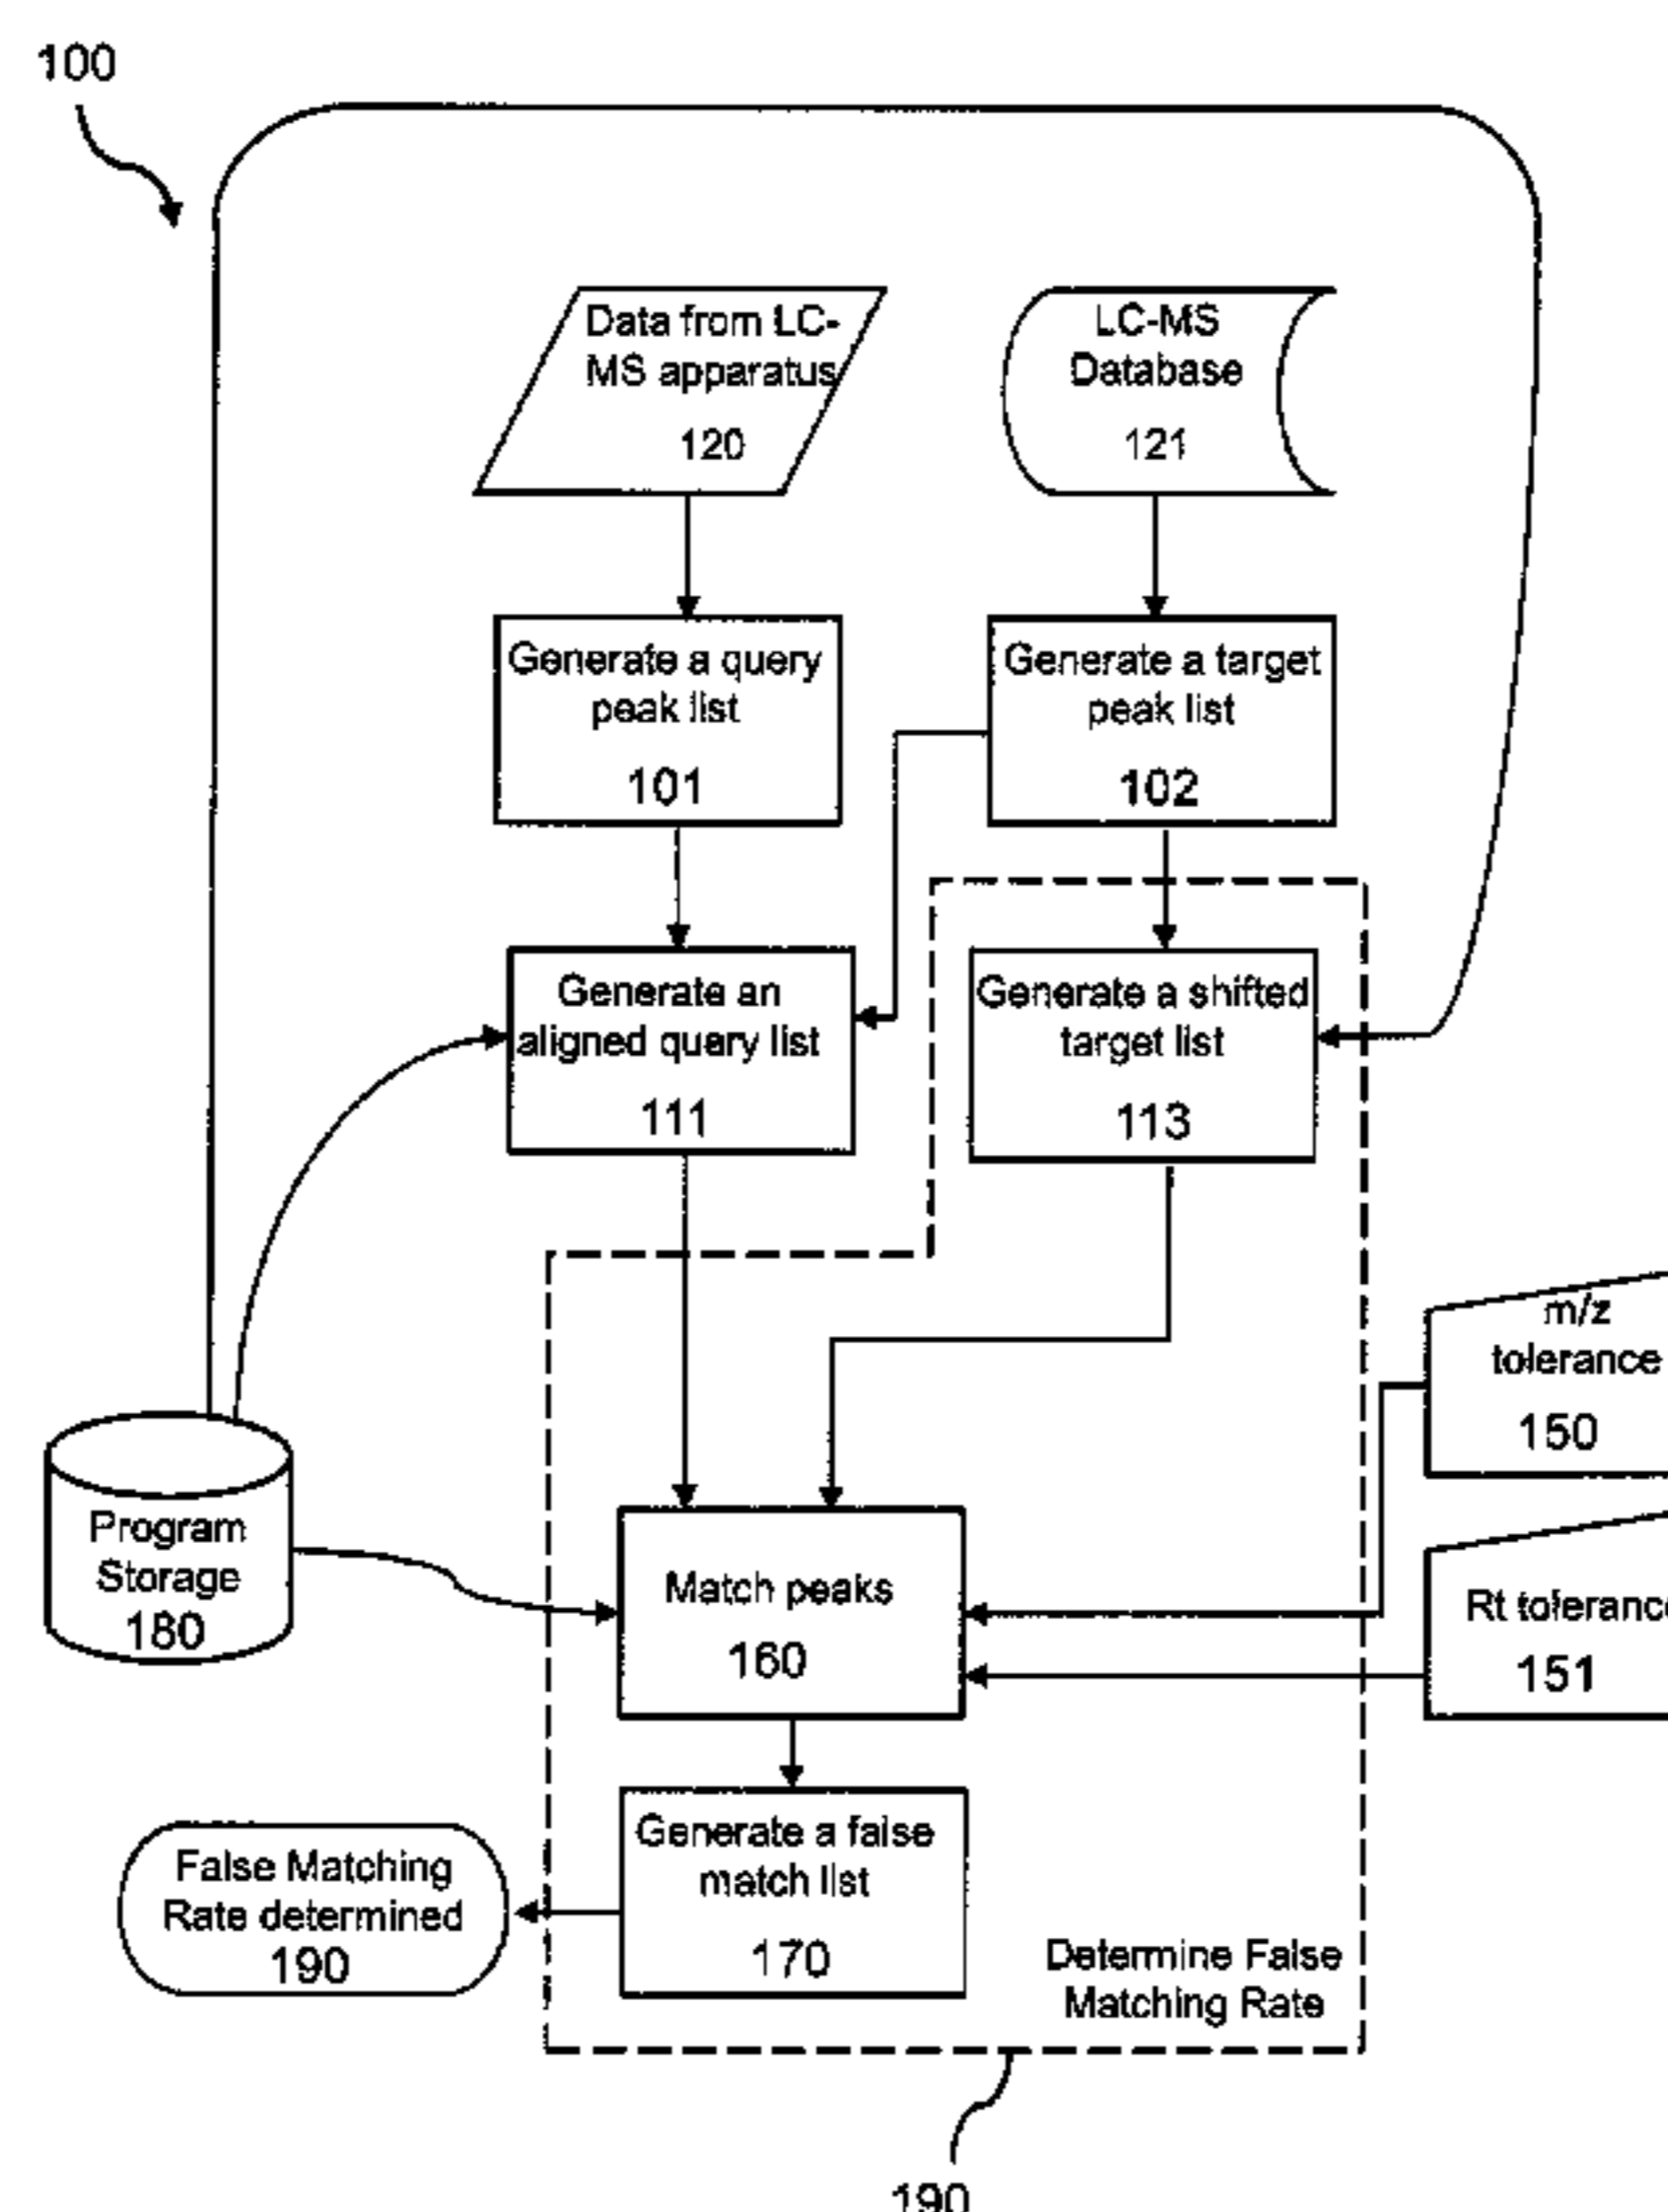 100
Data from LC-
MS apparatus
120
LC-MS
Database
121
Generate a query
peak list
101
Generate a target
peak list
102
Generate an
aligned query list
111
Generate a shifted
target list
113
m/z
tolerance
150
Program
Storage
180
Match peaks
160
Rt tolerance
151
Generate a false
match list
170
False Matching
Rate determined
190
Determine False
Matching Rate
190